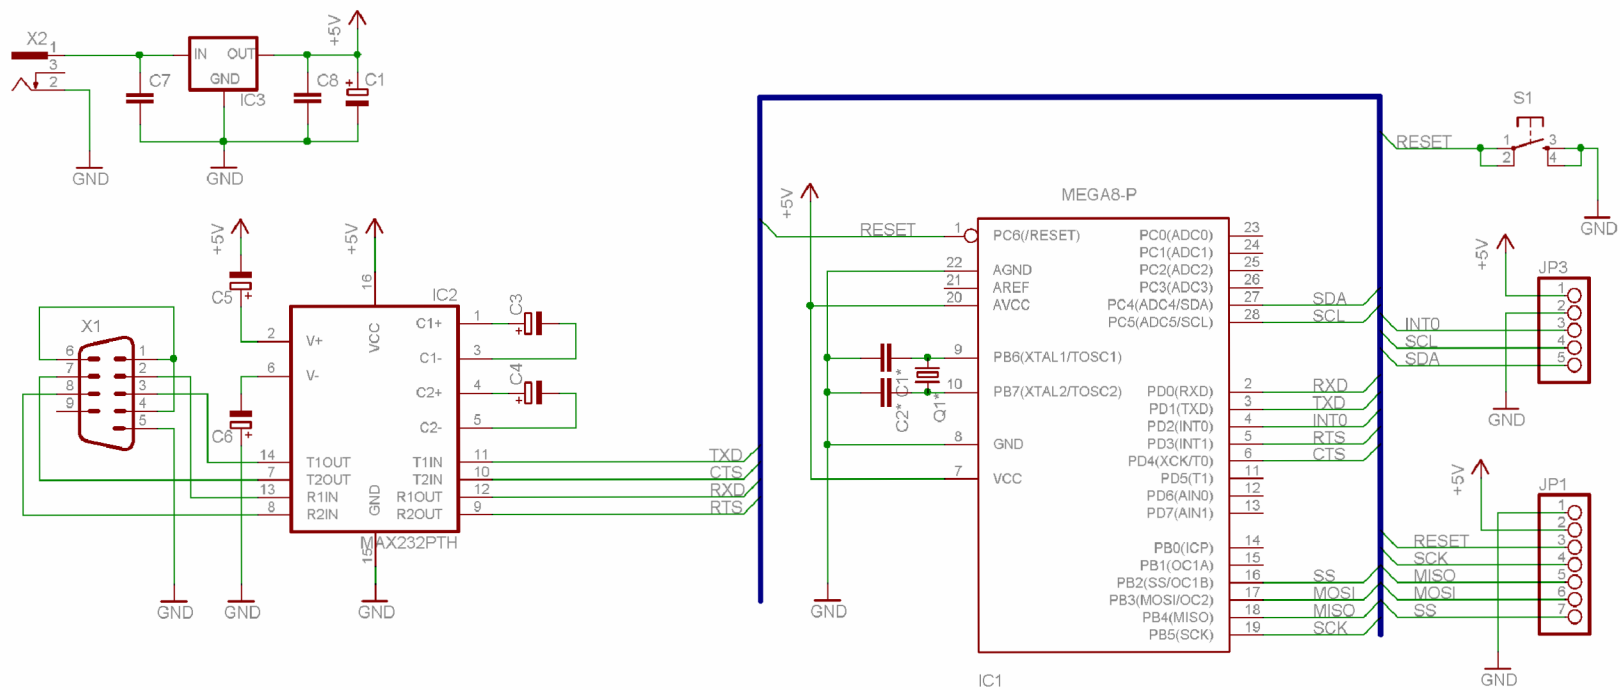 X2
1
3
2
GND
IN OUT
GND
IC3
C7
C8
C1
+5V
GND
+5V
C5
+5V
16
IC2
2 V+
6 V-
C6
VCC
C1+ 1
C1- 3
C2+ 4
C2- 5
C3
C4
14 T1OUT
7 T2OUT
13 R1IN
8 R2IN
GND
T1IN 11 TXD
T2IN 10 CTS
R1OUT 12 RXD
R2OUT 9 RTS
MAX232PTH
15
X1
6
7
8
9
1
2
3
4
5
GND
GND
GND
+5V
MEGA8-P
RESET 1 PC6(/RESET)
22 AGND
21 AREF
20 AVCC
9 PB6(XTAL1/TOSC1)
10 PB7(XTAL2/TOSC2)
8 GND
7 VCC
C2* C1*
Q1*
GND
PC0(ADC0) 23
PC1(ADC1) 24
PC2(ADC2) 25
PC3(ADC3) 26
PC4(ADC4/SDA) 27 SDA
PC5(ADC5/SCL) 28 SCL
PD0(RXD) 2 RXD
PD1(TXD) 3 TXD
PD2(INT0) 4 INT0
PD3(INT1) 5 RTS
PD4(XCK/T0) 6 CTS
PD5(T1) 11
PD6(AIN0) 12
PD7(AIN1) 13
PB0(ICP) 14
PB1(OC1A) 15
PB2(SS/OC1B) 16 SS
PB3(MOSI/OC2) 17 MOSI
PB4(MISO) 18 MISO
PB5(SCK) 19 SCK
IC1
S1
RESET
1 3
2 4
GND
+5V
JP3
1
2
INT0 3
SCL 4
SDA 5
GND
+5V
JP1
1
2
RESET 3
SCK 4
MISO 5
MOSI 6
SS 7
GND